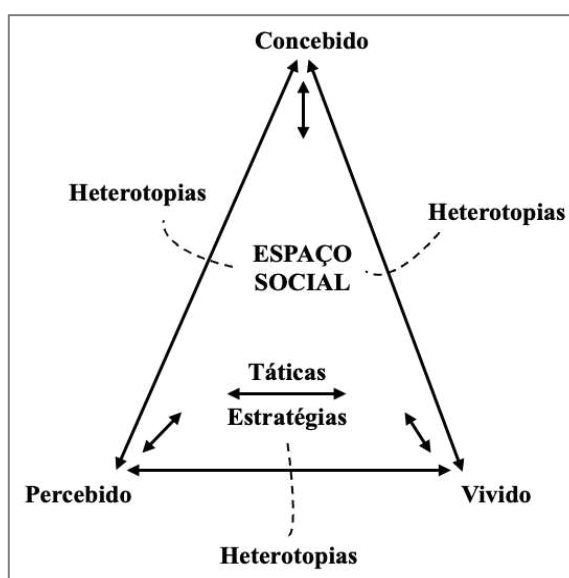 Concebido
Heterotopias
Heterotopias
ESPAÇO
SOCIAL
Táticas
Estratégias
Percebido
Vivido
Heterotopias